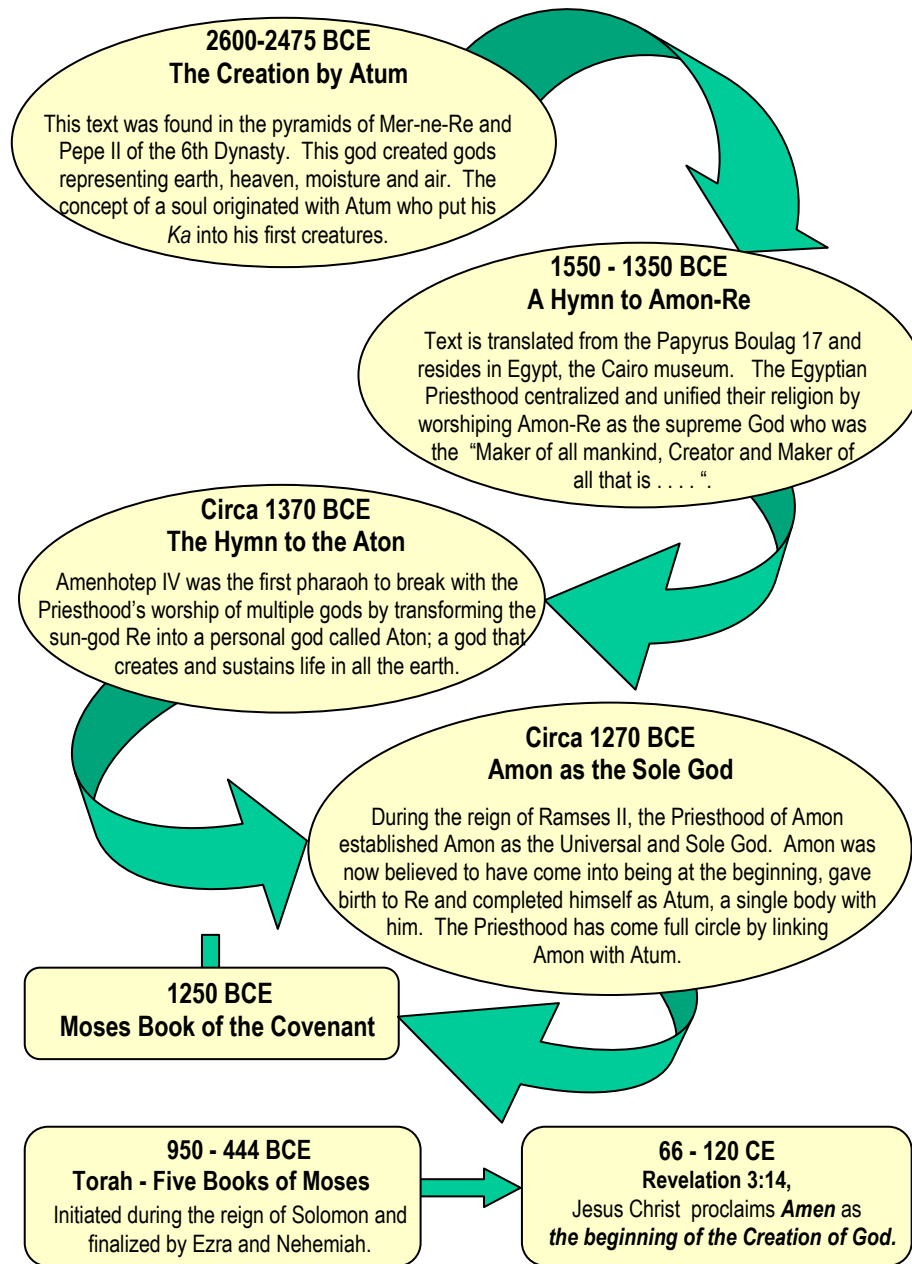 2600-2475 BCE
The Creation by Atum
This text was found in the pyramids of Mer-ne-Re and
Pepe II of the 6th Dynasty. This god created gods
representing earth, heaven, moisture and air. The
concept of a soul originated with Atum who put his
Ka into his first creatures.
1550 - 1350 BCE
A Hymn to Amon-Re
Text is translated from the Papyrus Boulag 17 and
resides in Egypt, the Cairo museum. The Egyptian
Priesthood centralized and unified their religion by
worshiping Amon-Re as the supreme God who was
the “Maker of all mankind, Creator and Maker of
all that is . . . . “.
Circa 1370 BCE
The Hymn to the Aton
Amenhotep IV was the first pharaoh to break with the
Priesthood’s worship of multiple gods by transforming the
sun-god Re into a personal god called Aton; a god that
creates and sustains life in all the earth.
Circa 1270 BCE
Amon as the Sole God
During the reign of Ramses II, the Priesthood of Amon
established Amon as the Universal and Sole God. Amon was
now believed to have come into being at the beginning, gave
birth to Re and completed himself as Atum, a single body with
him. The Priesthood has come full circle by linking
Amon with Atum.
1250 BCE
Moses Book of the Covenant
950 - 444 BCE
Torah - Five Books of Moses
Initiated during the reign of Solomon and
finalized by Ezra and Nehemiah.
66 - 120 CE
Revelation 3:14,
Jesus Christ proclaims Amen as
the beginning of the Creation of God.